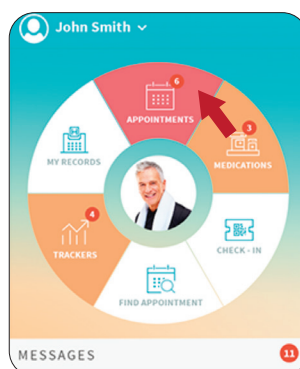 John Smith
6
APPOINTMENTS
3
MY RECORDS
MEDICATIONS
4
TRACKERS
CHECK - IN
FIND APPOINTMENT
MESSAGES
11